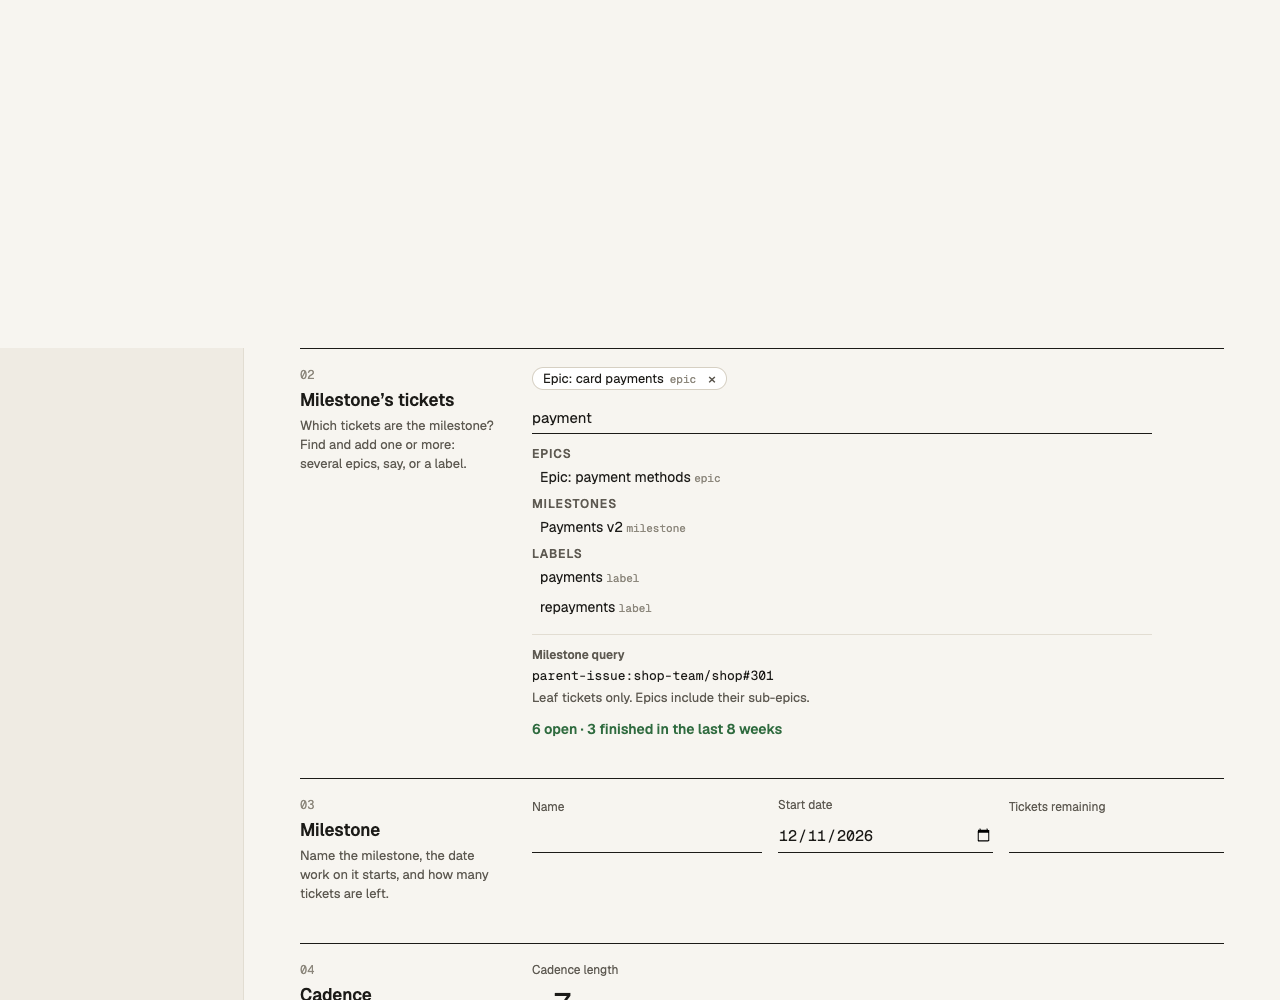 02
Milestone’s tickets
Which tickets are the milestone?
Find and add one or more:
several epics, say, or a label.
Epic: card payments epic ×
payment
EPICS
Epic: payment methods epic
MILESTONES
Payments v2 milestone
LABELS
payments label
repayments label
Milestone query
parent-issue:shop-team/shop#301
Leaf tickets only. Epics include their sub-epics.
6 open · 3 finished in the last 8 weeks
03
Milestone
Name the milestone, the date
work on it starts, and how many
tickets are left.
Name
Start date
12/11/2026
Tickets remaining
04
Cadence
Cadence length
7